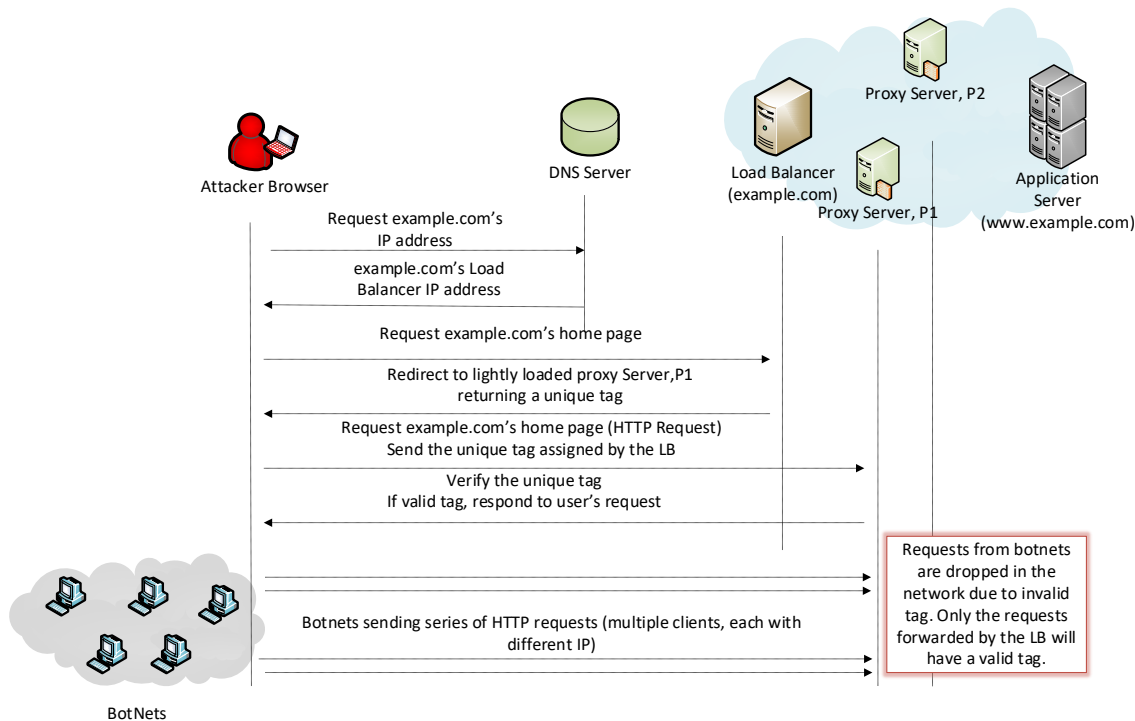 Proxy Server, P2
Attacker Browser
DNS Server
Load Balancer
(example.com)
Proxy Server, P1
Application
Server
(www.example.com)
Request example.com's
IP address
example.com's Load
Balancer IP address
Request example.com's home page
Redirect to lightly loaded proxy Server,P1
returning a unique tag
Request example.com's home page (HTTP Request)
Send the unique tag assigned by the LB
Verify the unique tag
If valid tag, respond to user's request
Requests from botnets
are dropped in the
network due to invalid
tag. Only the requests
forwarded by the LB will
have a valid tag.
Botnets sending series of HTTP requests (multiple clients, each with
different IP)
BotNets